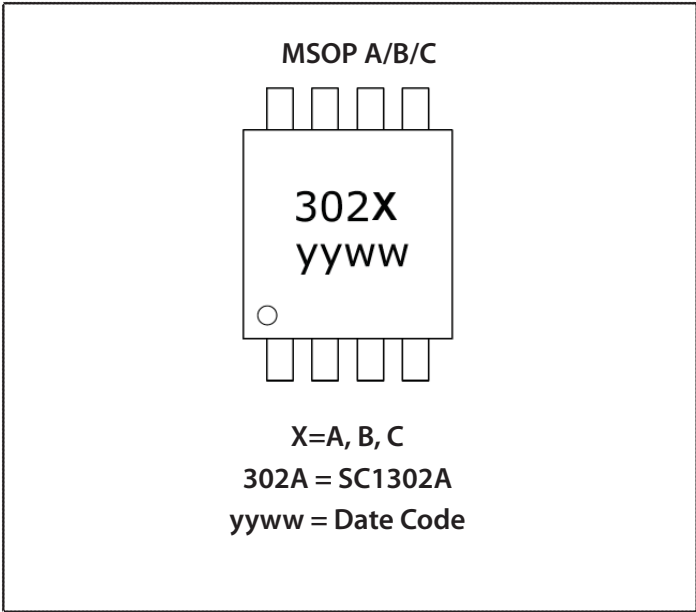 MSOP A/B/C
302X
yyww
X=A, B, C
302A = SC1302A
yyww = Date Code